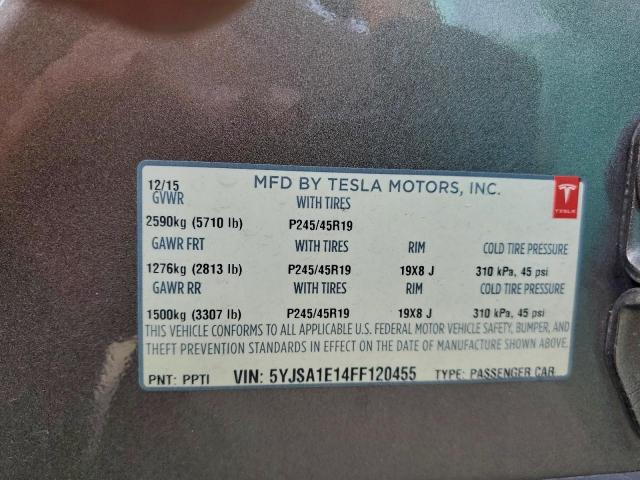 12/15 MFD BY TESLA MOTORS, INC.
GVWR WITH TIRES
TESLA
2590kg (5710 lb) P245/45R19
GAWR FRT WITH TIRES RIM COLD TIRE PRESSURE
1276kg (2813 lb) P245/45R19 19X8 J 310 kPa, 45 psi
GAWR RR WITH TIRES RIM COLD TIRE PRESSURE
1500kg (3307 lb) P245/45R19 19X8 J 310 kPa, 45 psi
THIS VEHICLE CONFORMS TO ALL APPLICABLE U.S. FEDERAL MOTOR VEHICLE SAFETY, BUMPER, AND
THEFT PREVENTION STANDARDS IN EFFECT ON THE DATE OF MANUFACTURE SHOWN ABOVE.
PNT: PPTI VIN: 5YJSA1E14FF120455 TYPE: PASSENGER CAR